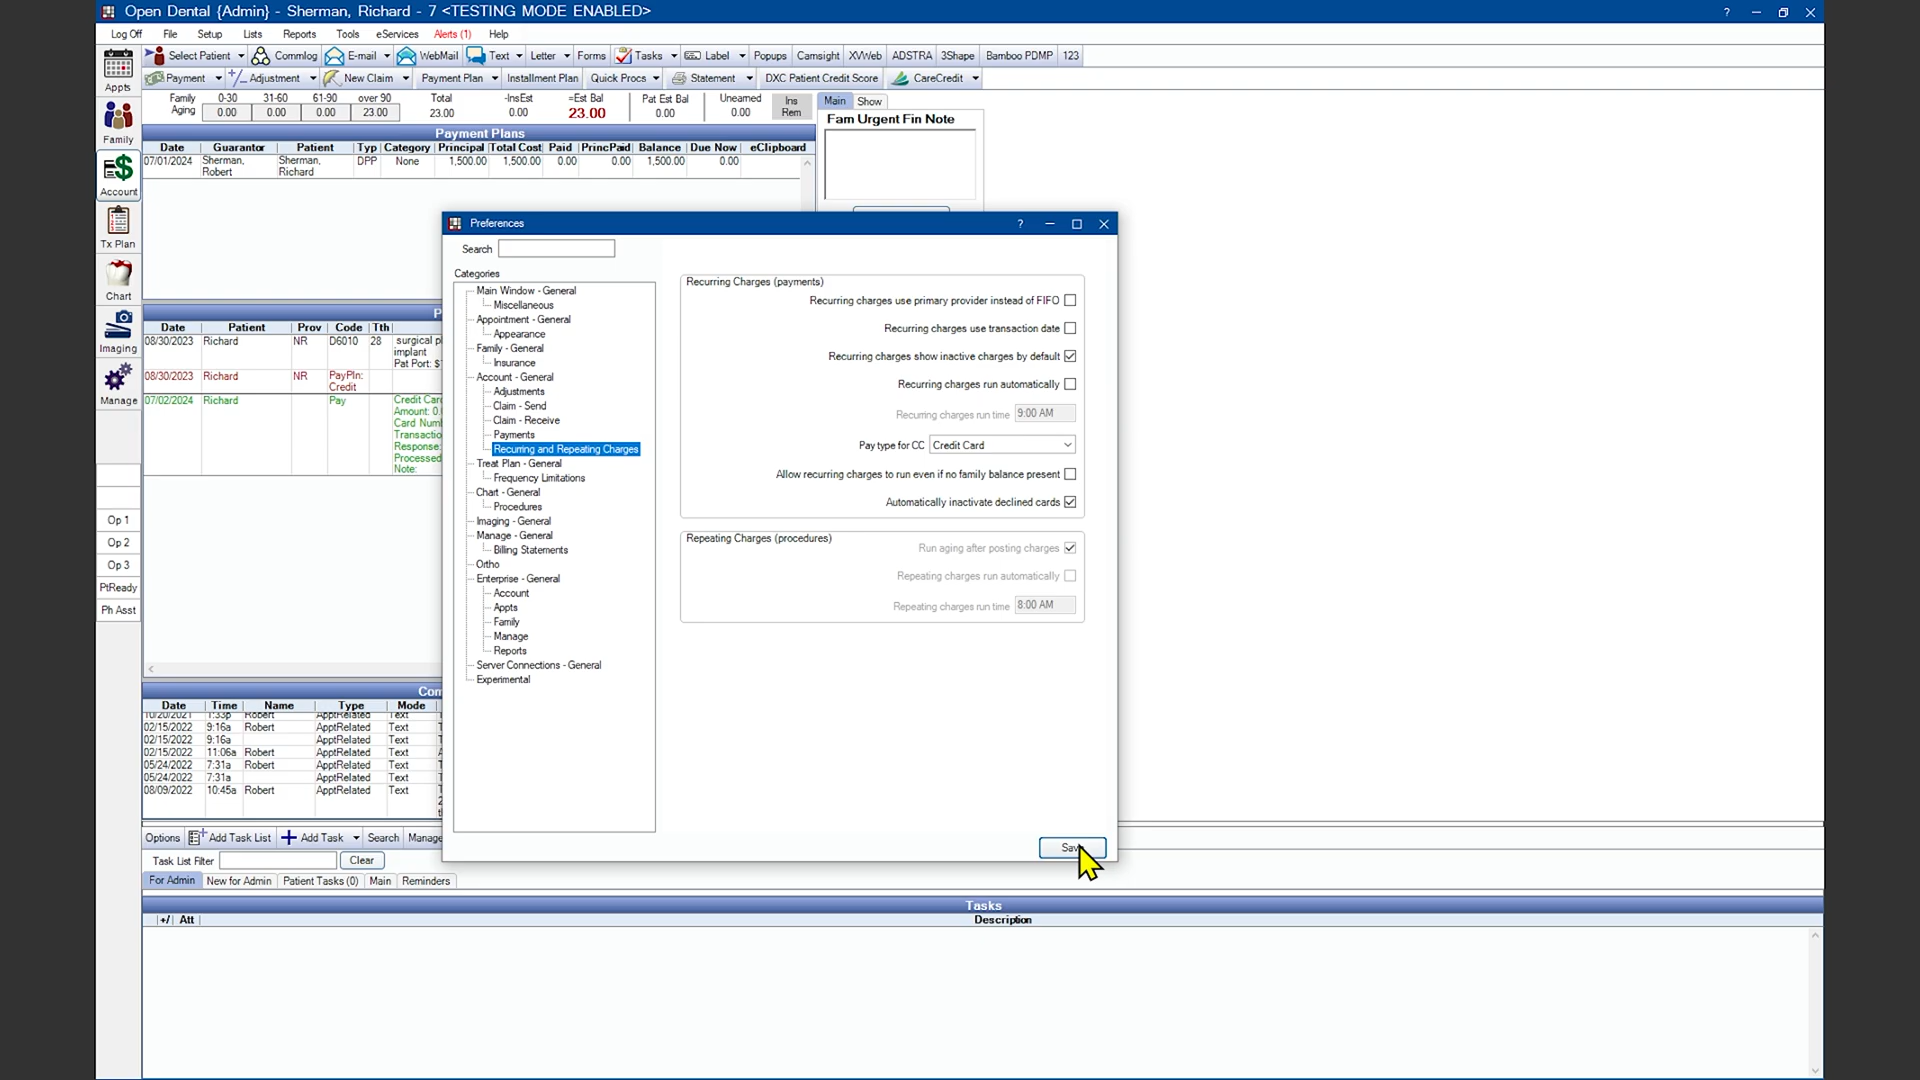 Open Dental {Admin} - Sherman, Richard - 7 <TESTING MODE ENABLED>
Log Off File Setup Lists Reports Tools eServices Alerts (1) Help
Select Patient Commlog E-mail WebMail Text Letter Forms Tasks Label Popups Camsight XVWeb ADSTRA 3Shape Bamboo PDMP 123
Payment Adjustment New Claim Payment Plan Installment Plan Quick Procs Statement DXC Patient Credit Score CareCredit
Appts
Family
Account
Tx Plan
Chart
Imaging
Manage
Op 1
Op 2
Op 3
PtReady
Ph Asst
Family Aging 0-30 31-60 61-90 over 90 Total -InsEst =Est Bal Pat Est Bal Unearned Ins Rem
0.00 0.00 0.00 23.00 23.00 0.00 23.00 0.00 0.00
Main Show
Fam Urgent Fin Note
Payment Plans
Date Guarantor Patient Typ Category Principal Total Cost Paid PrincPaid Balance Due Now eClipboard
07/01/2024 Sherman, Robert Sherman, Richard DPP None 1,500.00 1,500.00 0.00 0.00 1,500.00 0.00
P
Date Patient Prov Code Tth
08/30/2023 Richard NR D6010 28 surgical pl
implant
Pat Port: $
08/30/2023 Richard NR PayPln: Credit
07/02/2024 Richard Pay Credit Card
Amount: 0.
Card Numb
Transactio
Response:
Processed
Note:
Com
Date Time Name Type Mode
10/20/2021 1:33p Robert ApptRelated Text
02/15/2022 9:16a Robert ApptRelated Text
02/15/2022 9:16a ApptRelated Text
02/15/2022 11:06a Robert ApptRelated Text
05/24/2022 7:31a Robert ApptRelated Text
05/24/2022 7:31a ApptRelated Text
08/09/2022 10:45a Robert ApptRelated Text
Preferences
Search
Categories
Main Window - General
Miscellaneous
Appointment - General
Appearance
Family - General
Insurance
Account - General
Adjustments
Claim - Send
Claim - Receive
Payments
Recurring and Repeating Charges
Treat Plan - General
Frequency Limitations
Chart - General
Procedures
Imaging - General
Manage - General
Billing Statements
Ortho
Enterprise - General
Account
Appts
Family
Manage
Reports
Server Connections - General
Experimental
Recurring Charges (payments)
Recurring charges use primary provider instead of FIFO
Recurring charges use transaction date
Recurring charges show inactive charges by default
Recurring charges run automatically
Recurring charges run time 9:00 AM
Pay type for CC Credit Card
Allow recurring charges to run even if no family balance present
Automatically inactivate declined cards
Repeating Charges (procedures)
Run aging after posting charges
Repeating charges run automatically
Repeating charges run time 8:00 AM
Save
Options Add Task List Add Task Search Manage
Task List Filter Clear
For Admin New for Admin Patient Tasks (0) Main Reminders
Tasks
+/ Att Description